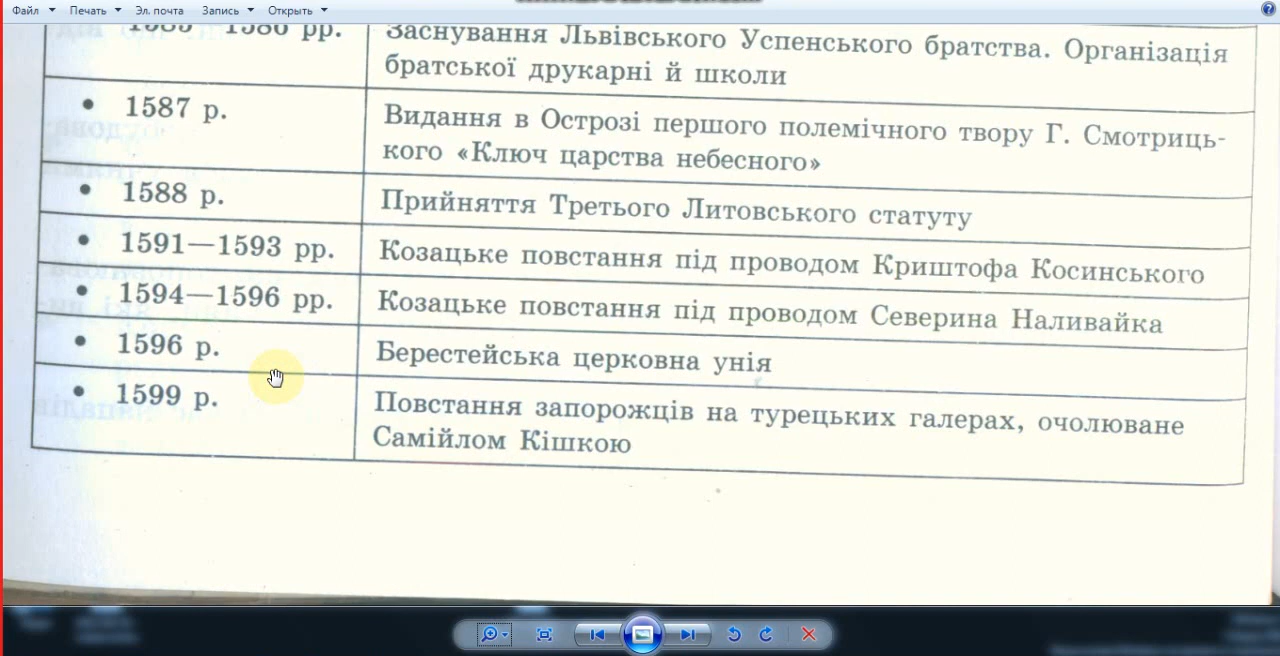 Файл Печать Эл. почта Запись Открыть
1586 рр. Заснування Львівського Успенського братства. Організація
братської друкарні й школи
• 1587 р. Видання в Острозі першого полемічного твору Г. Смотриць-
кого «Ключ царства небесного»
• 1588 р. Прийняття Третього Литовського статуту
• 1591—1593 рр. Козацьке повстання під проводом Криштофа Косинського
• 1594—1596 рр. Козацьке повстання під проводом Северина Наливайка
• 1596 р. Берестейська церковна унія
• 1599 р. Повстання запорожців на турецьких галерах, очолюване
Самійлом Кішкою